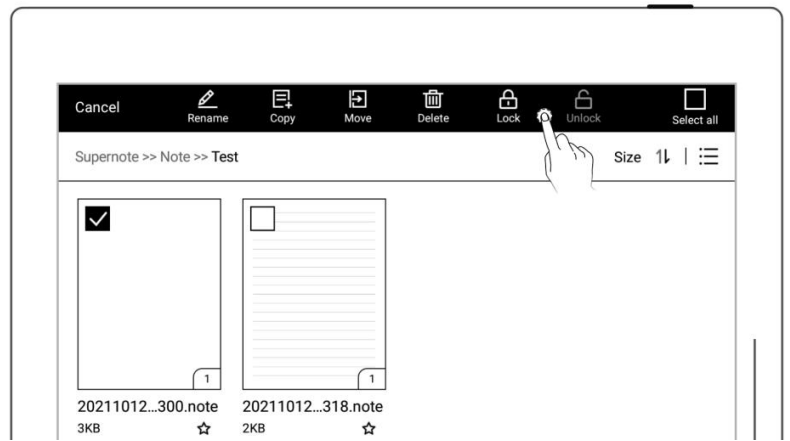 Cancel Rename Copy Move Delete Lock Unlock Select all
Supernote >> Note >> Test Size
1 1
20211012...300.note 20211012...318.note
3KB 2KB